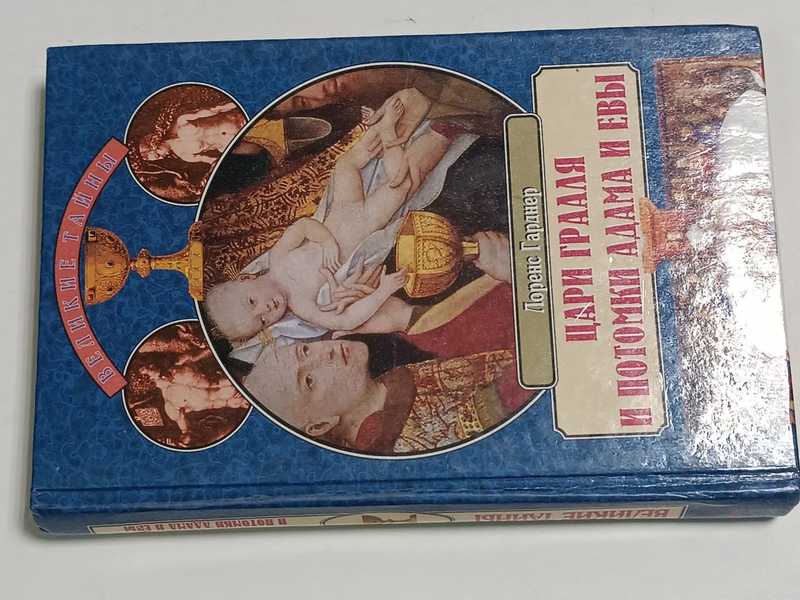 ВЕЛИКИЕ ТАЙНЫ
Лоренс Гарднер
ЦАРИ ГРААЛЯ
И ПОТОМКИ АДАМА И ЕВЫ
ВЕЛИКИЕ ТАЙНЫ
И ПОТОМКИ АДАМА И ЕВЫ